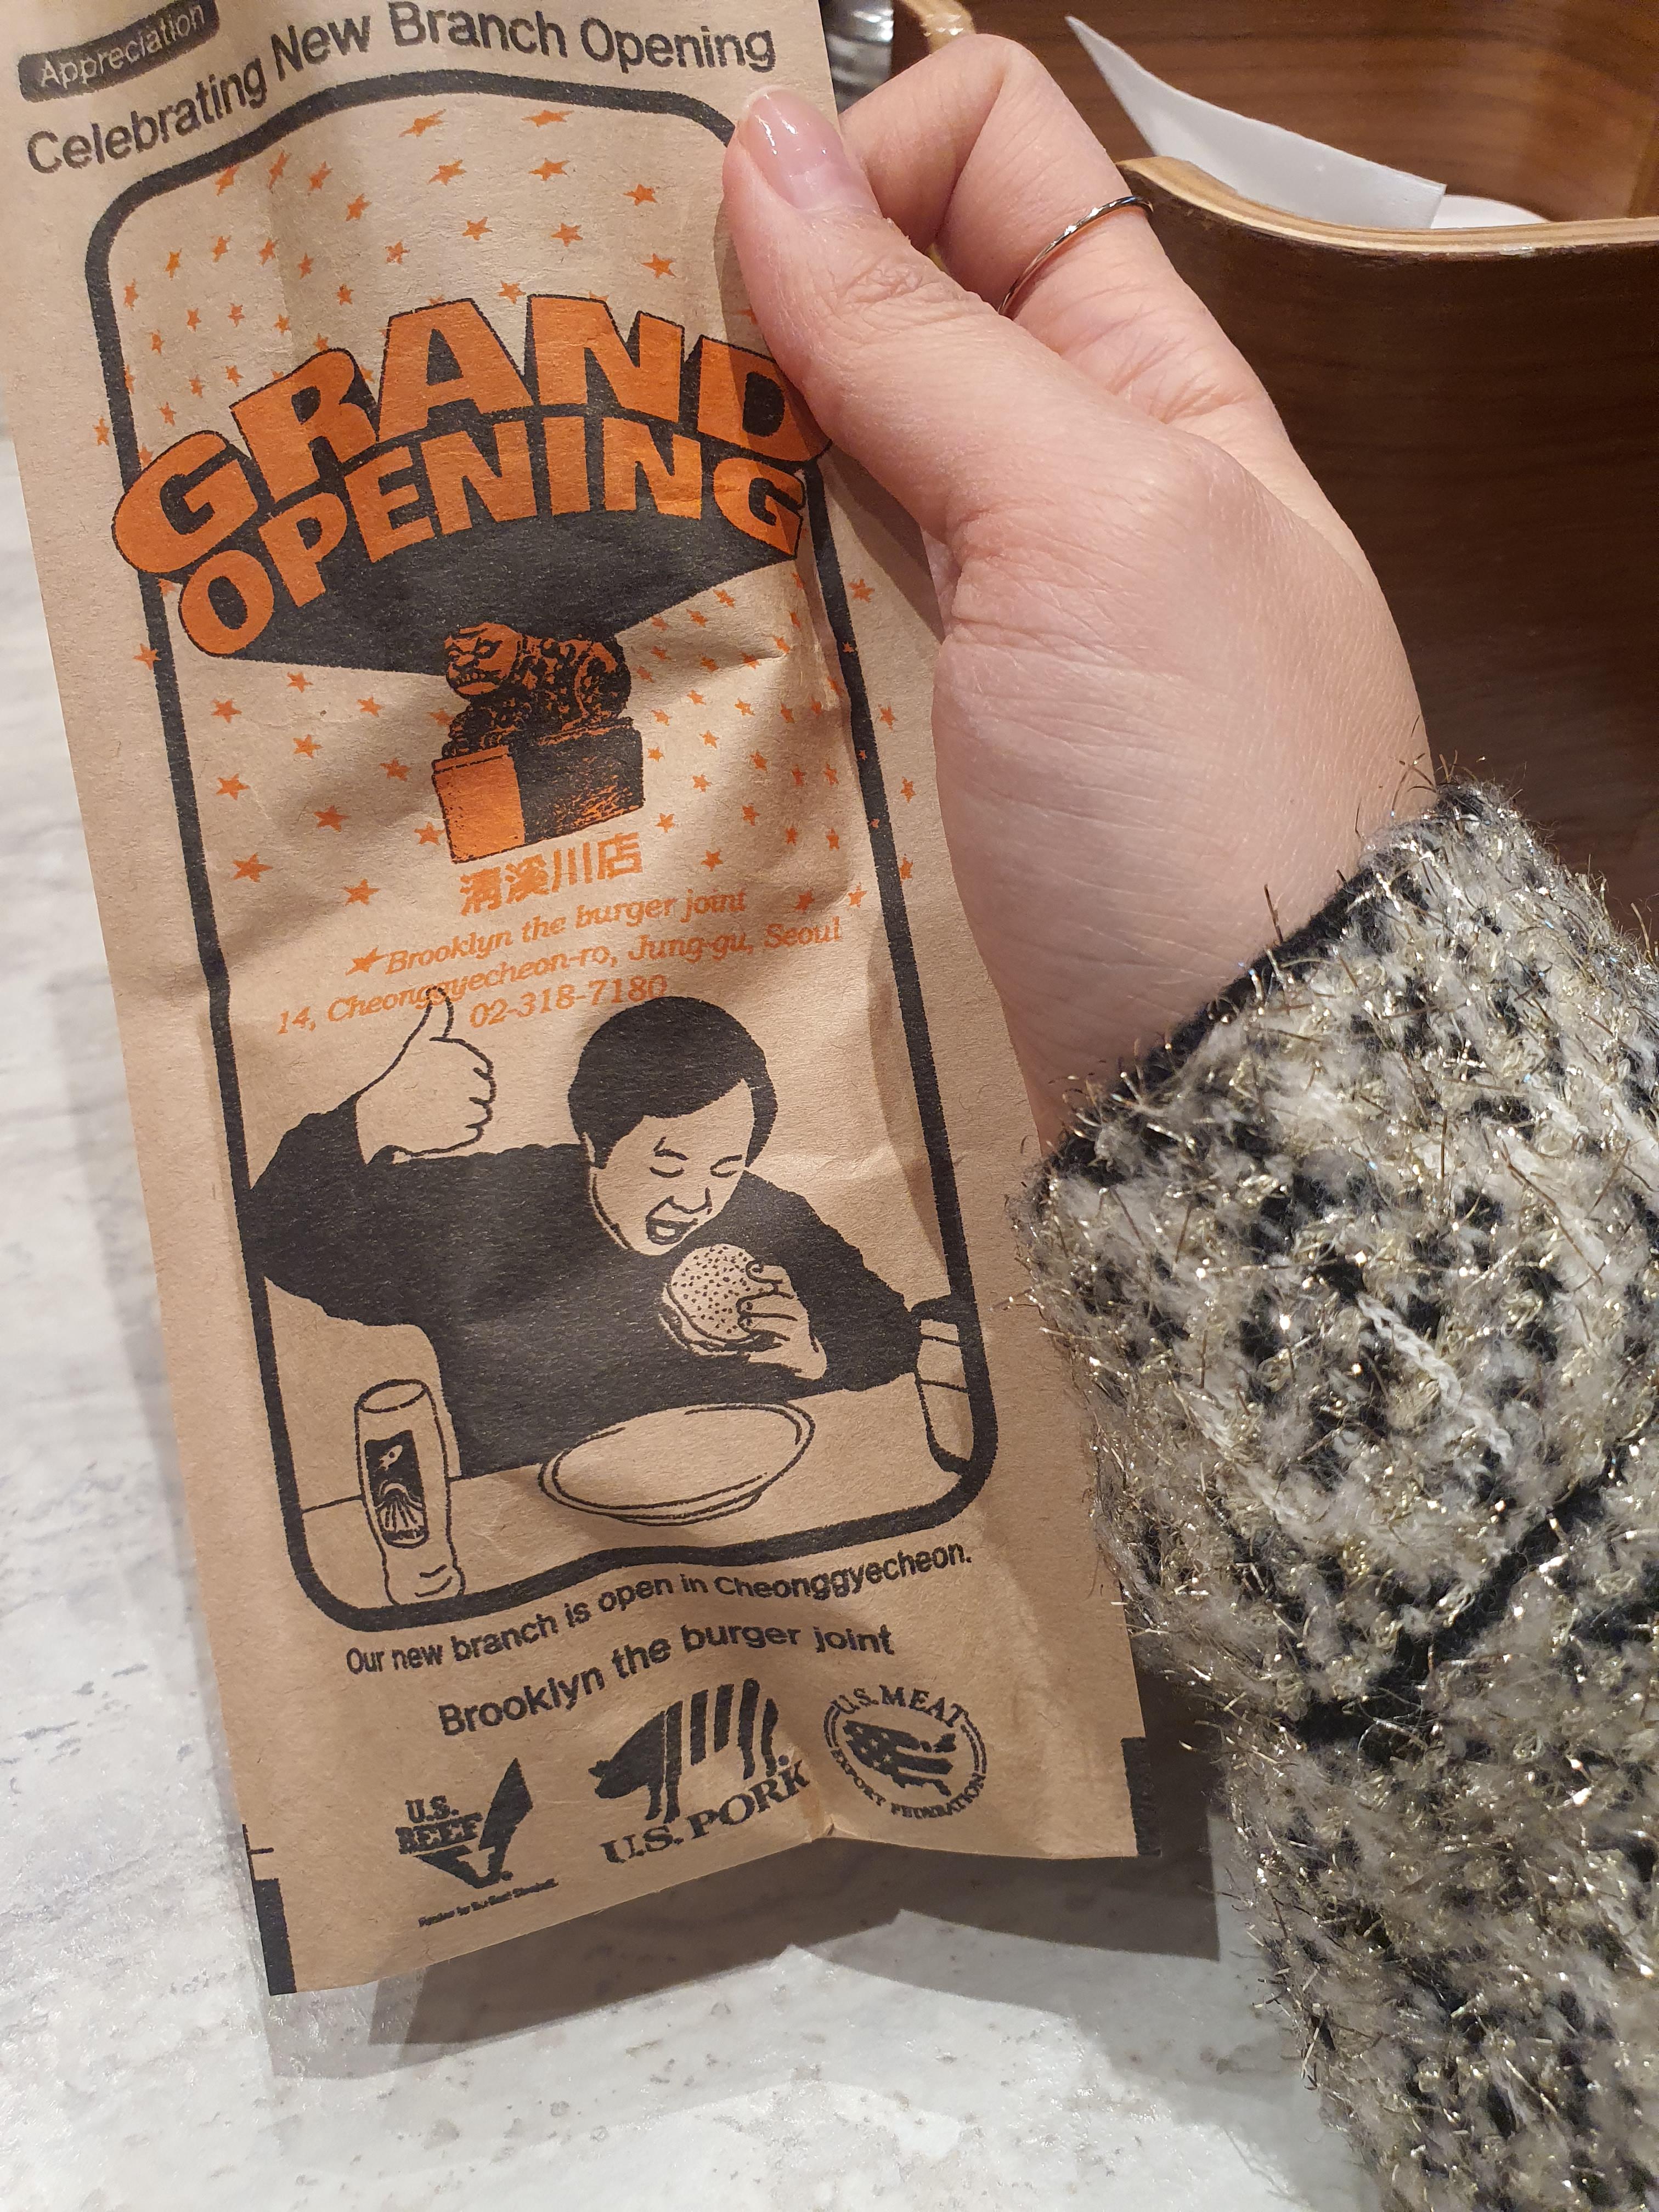 Appreciation
Celebrating New Branch Opening
GRAND
OPENING
清溪川店
★Brooklyn the burger joint
14, Cheonggyecheon-ro, Jung-gu, Seoul
02-318-7180
Our new branch is open in Cheonggyecheon.
Brooklyn the burger joint
U.S.
BEEF
U.S. PORK
U.S. MEAT
EXPORT FEDERATION